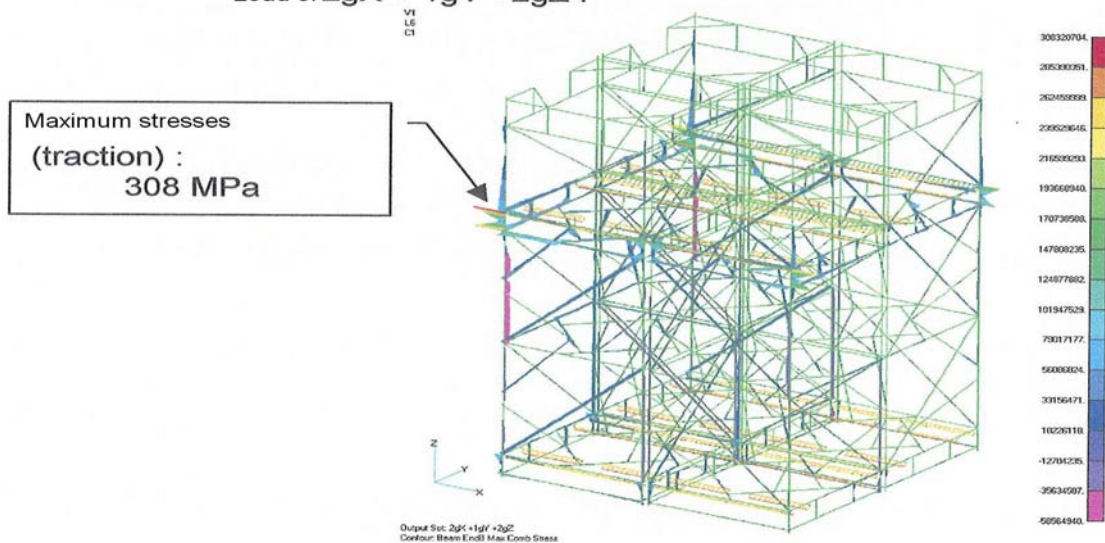 V1
L6
C1
Maximum stresses
(traction) :
308 MPa
308320704.
285390351.
262459999.
239529646.
216599293.
193668940.
170738588.
147808235.
124877882.
101947529.
79017177.
56086824.
33156471.
10226118.
-12704235.
-35634587.
-58564940.
Z
Y
X
Output Set: 2gX +1gY +2gZ
Contour: Beam EndB Max Comb Stress